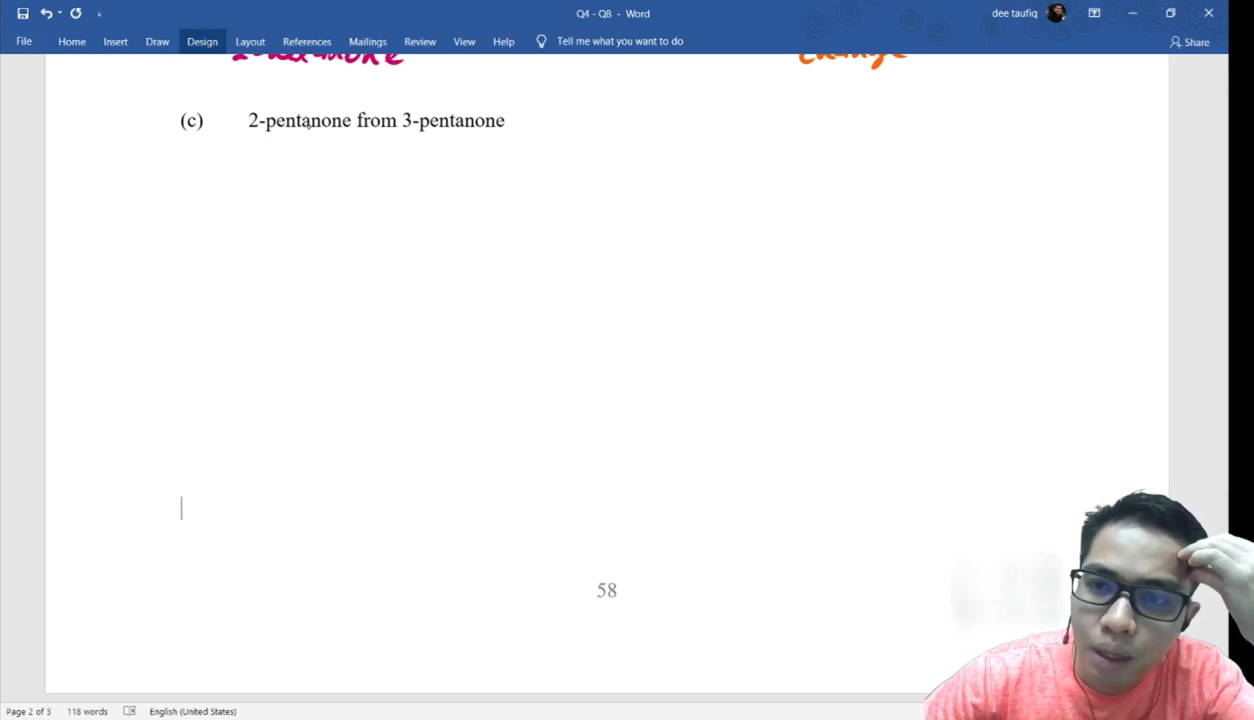 Q4 - Q8 - Word
dee taufiq
File Home Insert Draw Design Layout References Mailings Review View Help Tell me what you want to do Share
(c) 2-pentanone from 3-pentanone
58
Page 2 of 3 118 words English (United States)